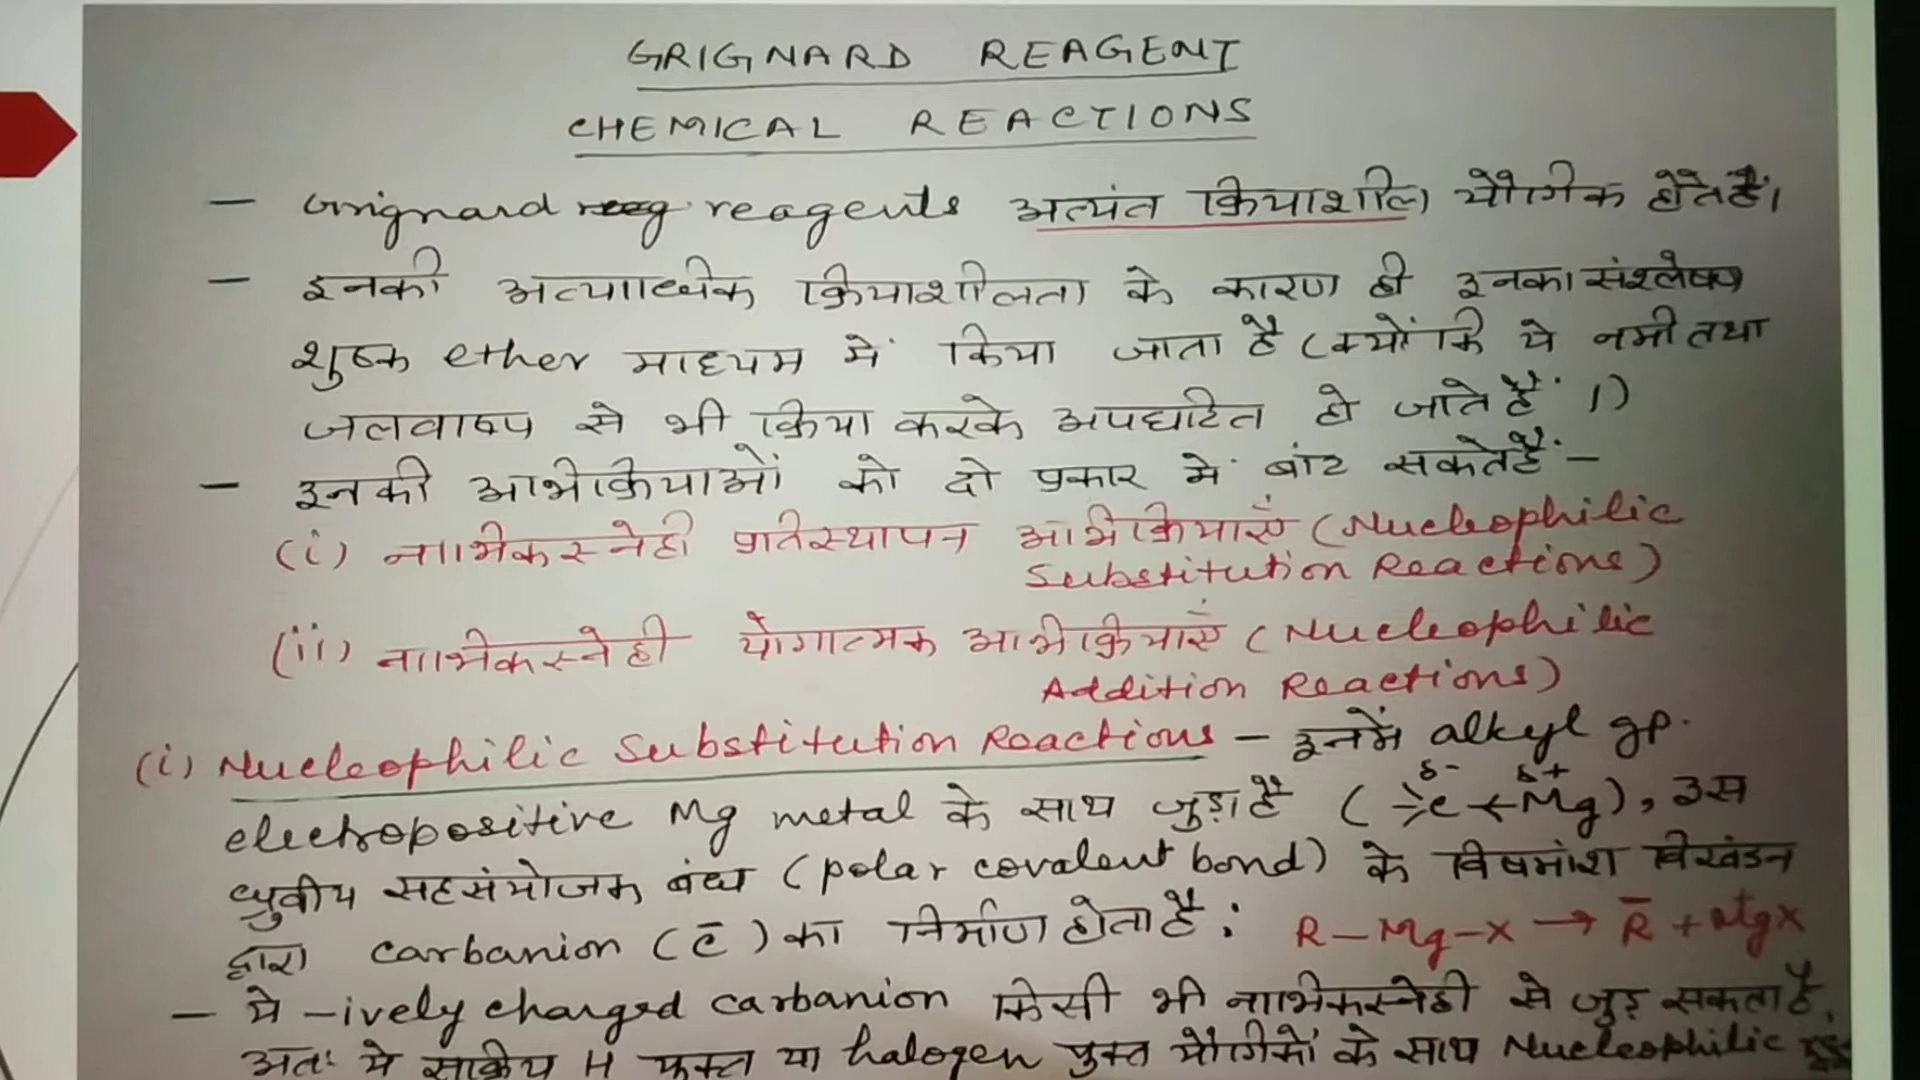 GRIGNARD REAGENT
CHEMICAL REACTIONS
- Grignard reagents अत्यंत क्रियाशील यौगिक होते हैं।
- इनकी अत्याधिक क्रियाशीलता के कारण ही इनका संश्लेषण
शुष्क ether माध्यम में किया जाता है (क्योंकि ये नमी तथा
जलवाष्प से भी क्रिया करके अपघटित हो जाते हैं।)
- इनकी अभिक्रियाओं को दो प्रकार में बांट सकते हैं -
(i) नाभिकस्नेही प्रतिस्थापन अभिक्रियाएँ (Nucleophilic
Substitution Reactions)
(ii) नाभिकस्नेही योगात्मक अभिक्रियाएं (Nucleophilic
Addition Reactions)
(i) Nucleophilic Substitution Reactions - इनमें alkyl gp.
electropositive Mg metal के साथ जुड़ा है (-C δ- ← Mg δ+), उस
ध्रुवीय सहसंयोजक बंध (polar covalent bond) के विषमांश विखंडन
द्वारा carbanion (C̄) का निर्माण होता है : R-Mg-X → R̄ + MgX
- ये -ively charged carbanion किसी भी नाभिकस्नेही से जुड़ सकता है,
अतः ये सक्रिय H युक्त या halogen युक्त यौगिकों के साथ Nucleophilic